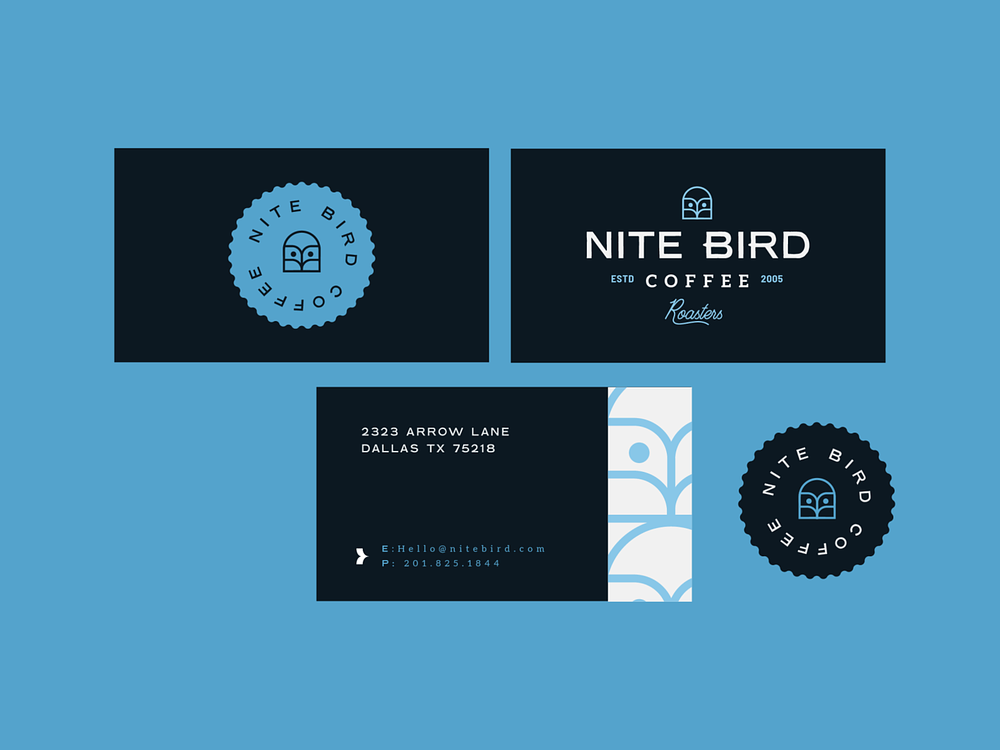 NITE BIRD COFFEE
NITE BIRD
ESTD COFFEE 2005
Roasters
2323 ARROW LANE
DALLAS TX 75218
E:Hello@nitebird.com
P: 201.825.1844
NITE BIRD COFFEE